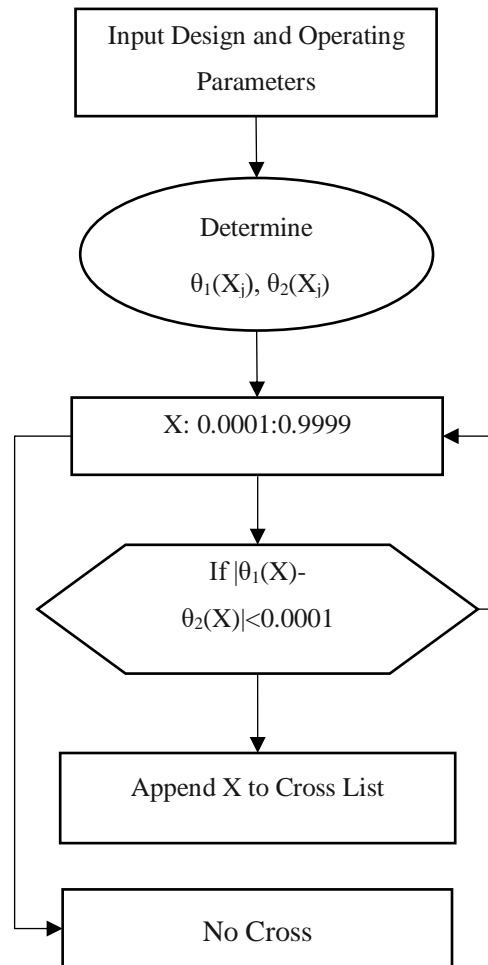 Input Design and Operating
Parameters
Determine
θ₁(Xⱼ), θ₂(Xⱼ)
X: 0.0001:0.9999
If |θ₁(X)-
θ₂(X)|<0.0001
Append X to Cross List
No Cross